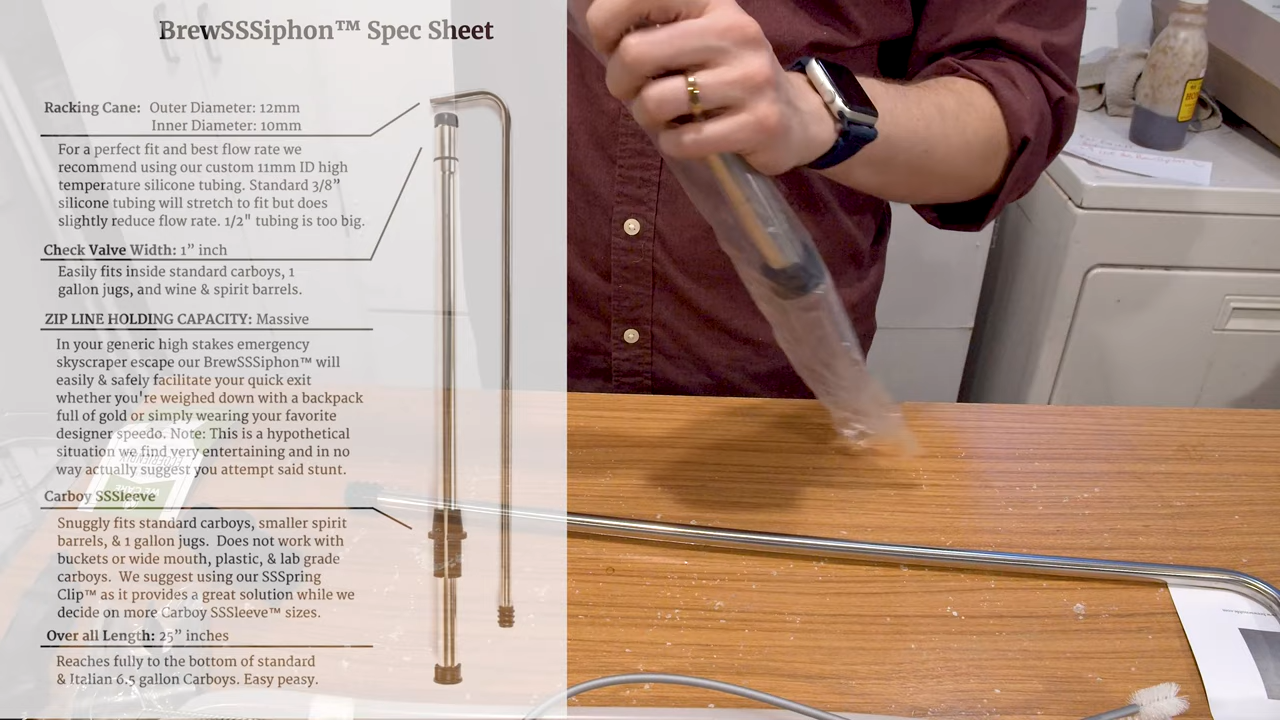 BrewSSSiphon™ Spec Sheet
Racking Cane: Outer Diameter: 12mm
Inner Diameter: 10mm
For a perfect fit and best flow rate we
recommend using our custom 11mm ID high
temperature silicone tubing. Standard 3/8”
silicone tubing will stretch to fit but does
slightly reduce flow rate. 1/2" tubing is too big.
Check Valve Width: 1” inch
Easily fits inside standard carboys, 1
gallon jugs, and wine & spirit barrels.
ZIP LINE HOLDING CAPACITY: Massive
In your generic high stakes emergency
skyscraper escape our BrewSSSiphon™ will
easily & safely facilitate your quick exit
whether you're weighed down with a backpack
full of gold or simply wearing your favorite
designer speedo. Note: This is a hypothetical
situation we find very entertaining and in no
way actually suggest you attempt said stunt.
Carboy SSSleeve
Snuggly fits standard carboys, smaller spirit
barrels, & 1 gallon jugs. Does not work with
buckets or wide mouth, plastic, & lab grade
carboys. We suggest using our SSSpring
Clip™ as it provides a great solution while we
decide on more Carboy SSSleeve™ sizes.
Over all Length: 25” inches
Reaches fully to the bottom of standard
& Italian 6.5 gallon Carboys. Easy peasy.